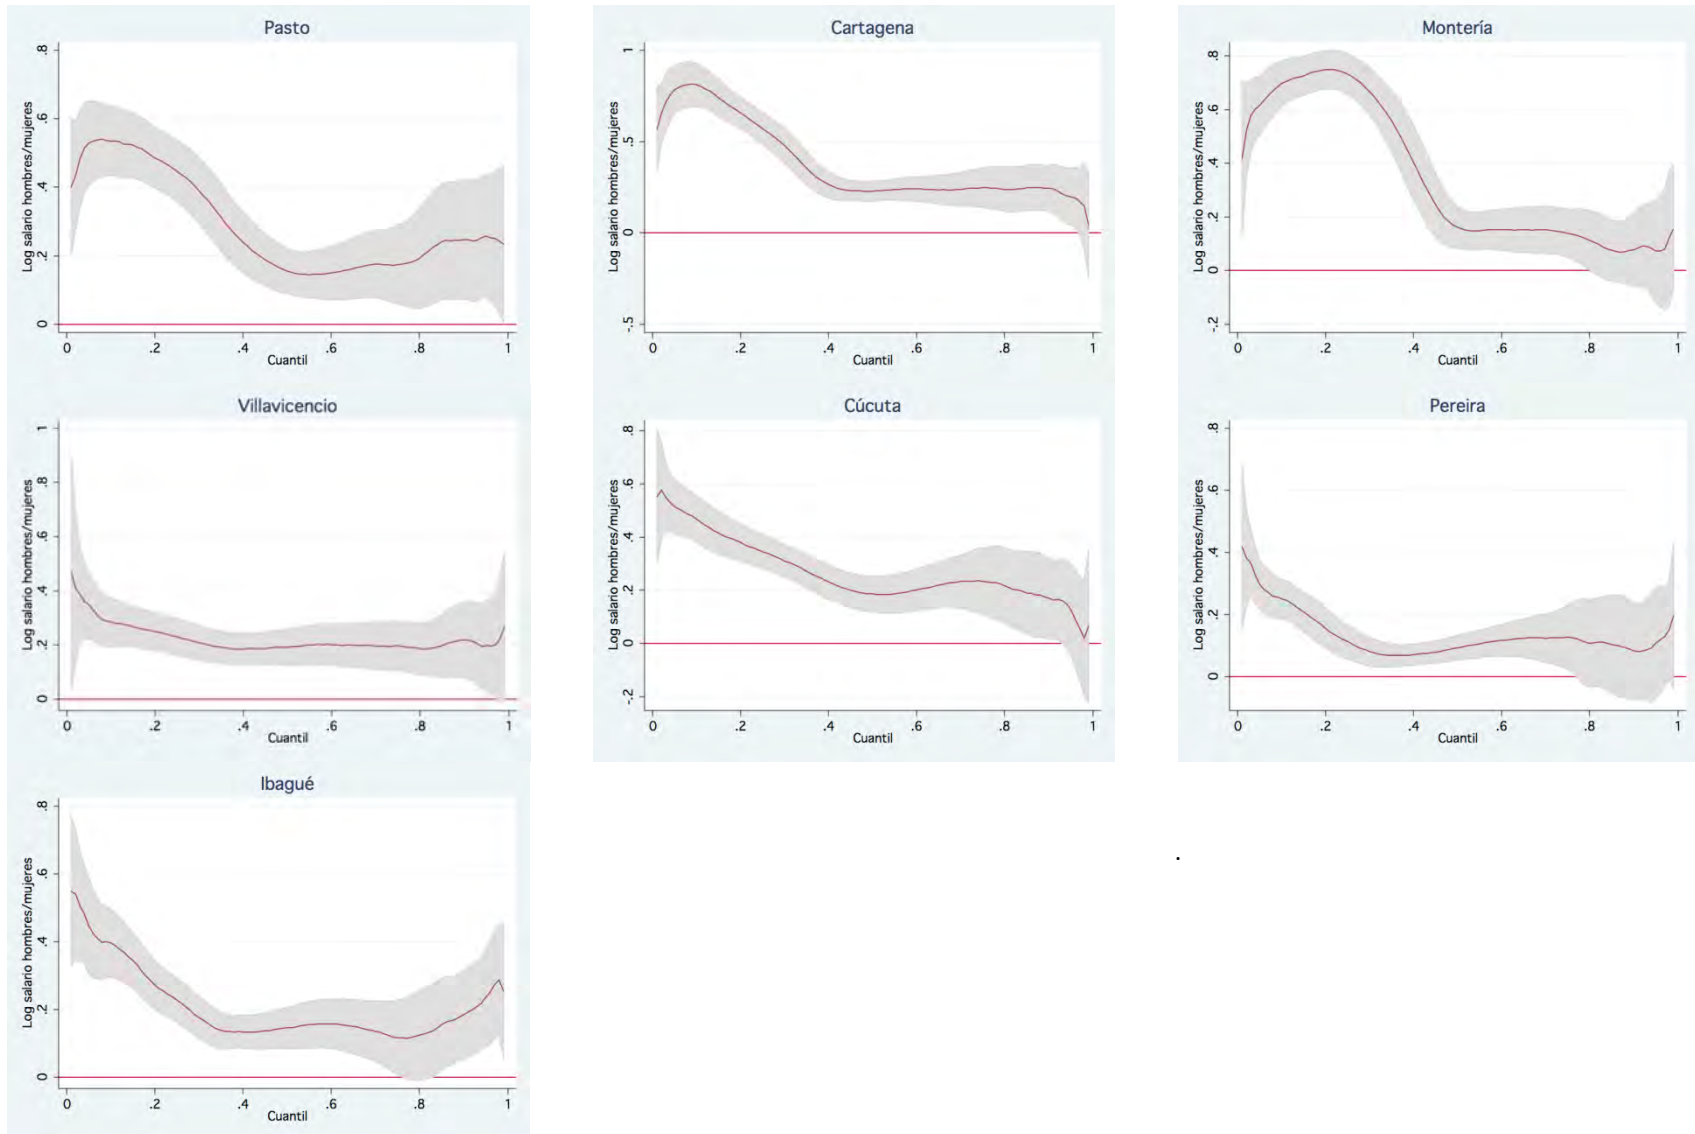 Pasto
Log salario hombres/mujeres
.8
.6
.4
.2
0
0 .2 .4 .6 .8 1
Cuantil
Cartagena
Log salario hombres/mujeres
1
.5
0
-.5
0 .2 .4 .6 .8 1
Cuantil
Montería
Log salario hombres/mujeres
.8
.6
.4
.2
0
-.2
0 .2 .4 .6 .8 1
Cuantil
Villavicencio
Log salario hombres/mujeres
1
.8
.6
.4
.2
0
0 .2 .4 .6 .8 1
Cuantil
Cúcuta
Log salario hombres/mujeres
.8
.6
.4
.2
0
-.2
0 .2 .4 .6 .8 1
Cuantil
Pereira
Log salario hombres/mujeres
.8
.6
.4
.2
0
0 .2 .4 .6 .8 1
Cuantil
Ibagué
Log salario hombres/mujeres
.8
.6
.4
.2
0
0 .2 .4 .6 .8 1
Cuantil
.